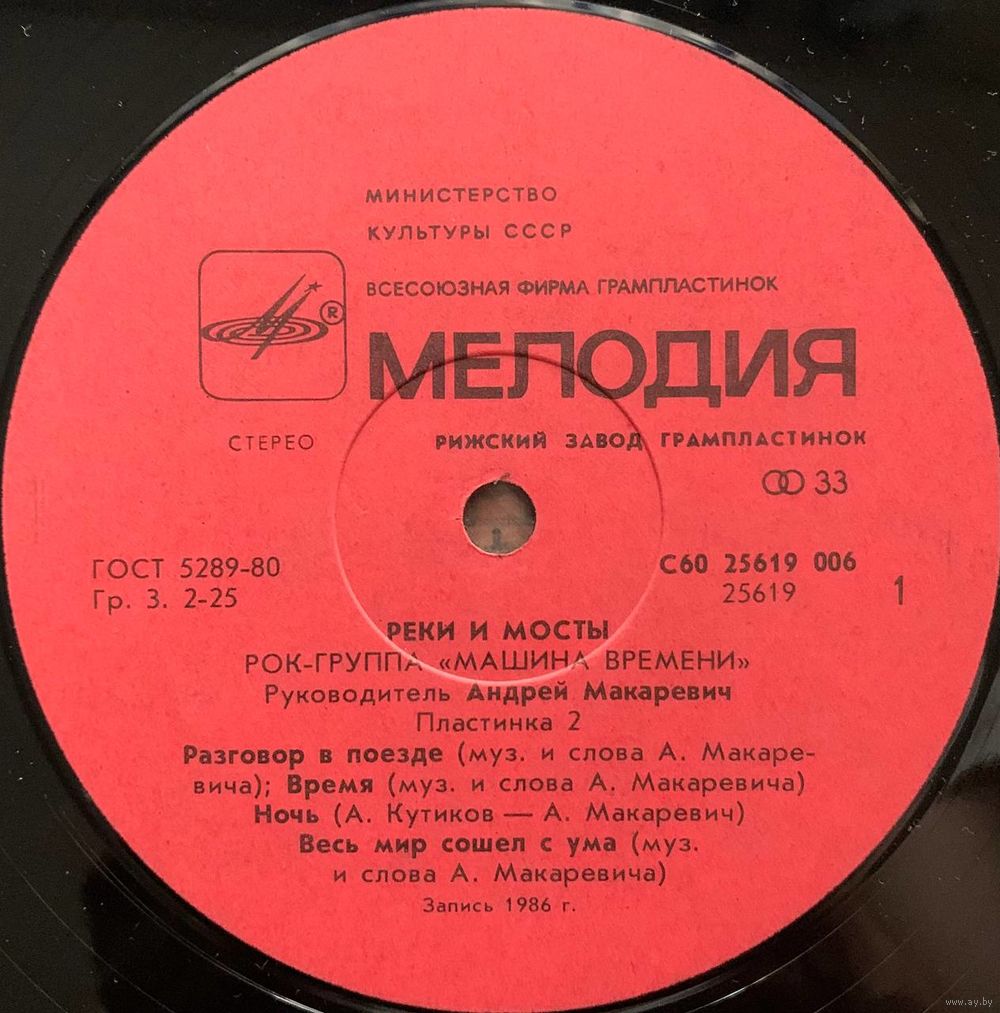 МИНИСТЕРСТВО
КУЛЬТУРЫ СССР
ВСЕСОЮЗНАЯ ФИРМА ГРАМПЛАСТИНОК
®
МЕЛОДИЯ
СТЕРЕО
РИЖСКИЙ ЗАВОД ГРАМПЛАСТИНОК
33
ГОСТ 5289-80
Гр. 3. 2-25
С60 25619 006
25619
1
РЕКИ И МОСТЫ
РОК-ГРУППА «МАШИНА ВРЕМЕНИ»
Руководитель Андрей Макаревич
Пластинка 2
Разговор в поезде (муз. и слова А. Макаре-
вича); Время (муз. и слова А. Макаревича)
Ночь (А. Кутиков — А. Макаревич)
Весь мир сошел с ума (муз.
и слова А. Макаревича)
Запись 1986 г.
www.ay.by